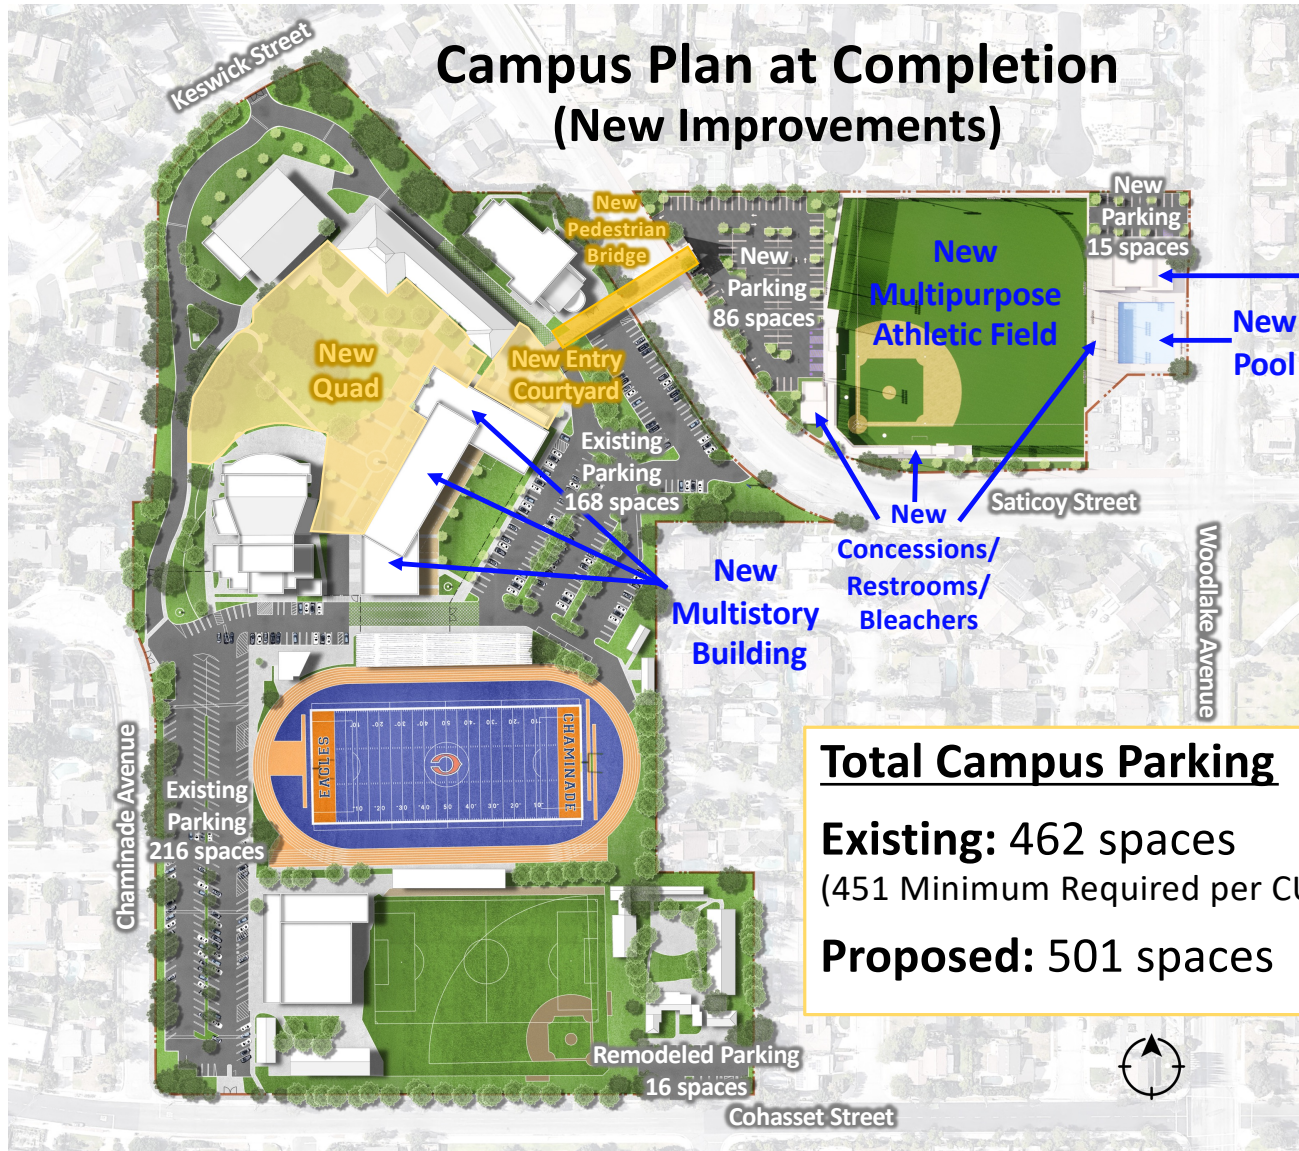 Campus Plan at Completion
(New Improvements)
Keswick Street
New
Pedestrian
Bridge
New
Parking
86 spaces
New
Multipurpose
Athletic Field
New
Parking
15 spaces
New
Pool
New
Quad
New Entry
Courtyard
Existing
Parking
168 spaces
Saticoy Street
New
Concessions/
Restrooms/
Bleachers
New
Multistory
Building
Woodlake Avenue
Chaminade Avenue
Existing
Parking
216 spaces
EAGLES
CHAMINADE
Total Campus Parking
Existing: 462 spaces
(451 Minimum Required per CU
Proposed: 501 spaces
Remodeled Parking
16 spaces
Cohasset Street